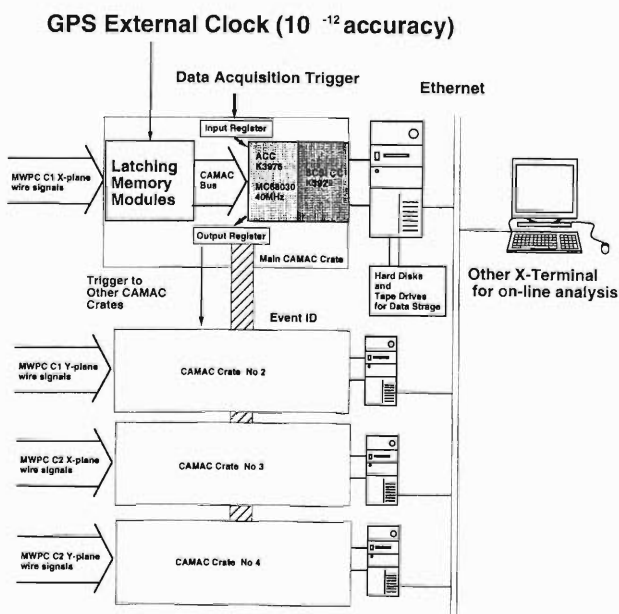 GPS External Clock (10 -12 accuracy)
Data Acquisition Trigger
Ethernet
Input Register
MWPC C1 X-plane
wire signals
Latching
Memory
Modules
CAMAC
Bus
ACC
K3976
MC68030
40MHz
SCSI CC
Output Register
Main CAMAC Crate
Trigger to
Other CAMAC
Crates
Hard Disks
and
Tape Drives
for Data Strage
Other X-Terminal
for on-line analysis
Event ID
MWPC C1 Y-plane
wire signals
CAMAC Crate No 2
MWPC C2 X-plane
wire signals
CAMAC Crate No 3
MWPC C2 Y-plane
wire signals
CAMAC Crate No 4